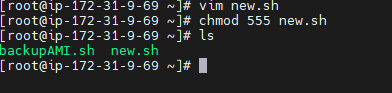 [root@ip-172-31-9-69 ]# vim new.sh
[root@ip-172-31-9-69 ]# chmod 555 new.sh
[root@ip-172-31-9-69 ]# ls
backupAMI.sh new.sh
[root@ip-172-31-9-69 ]#